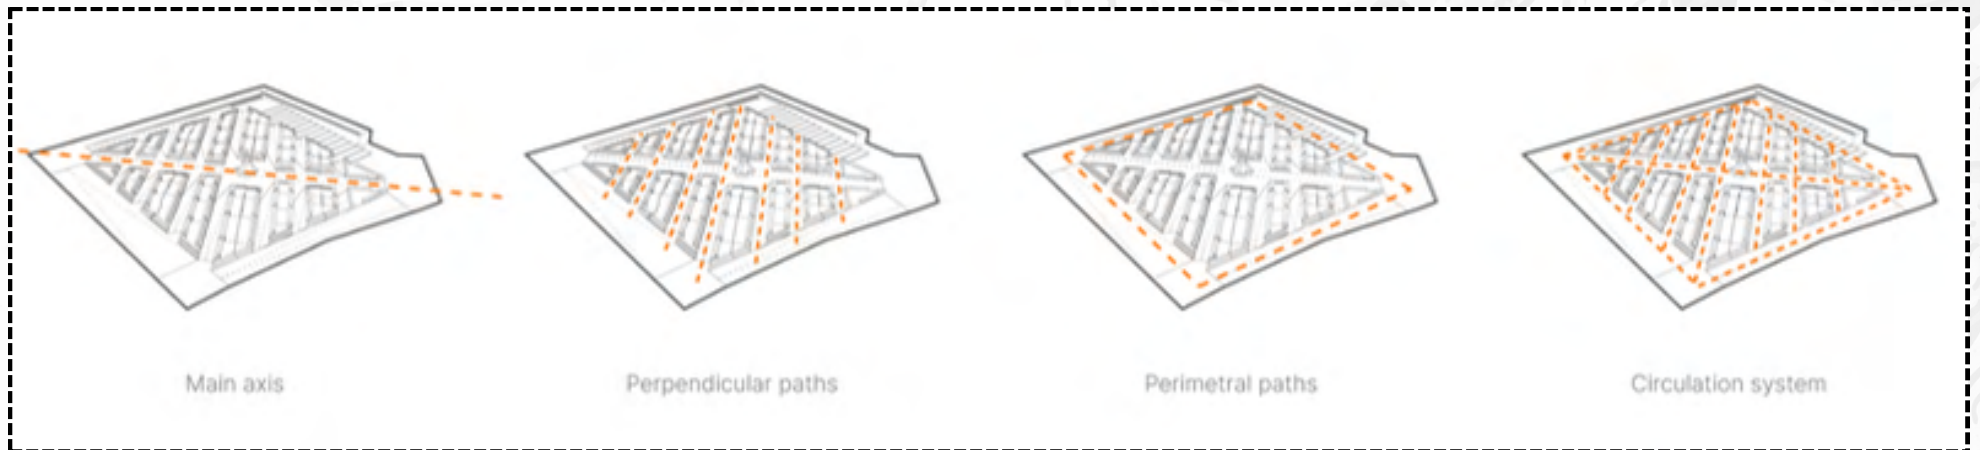 Main axis
Perpendicular paths
Perimetral paths
Circulation system